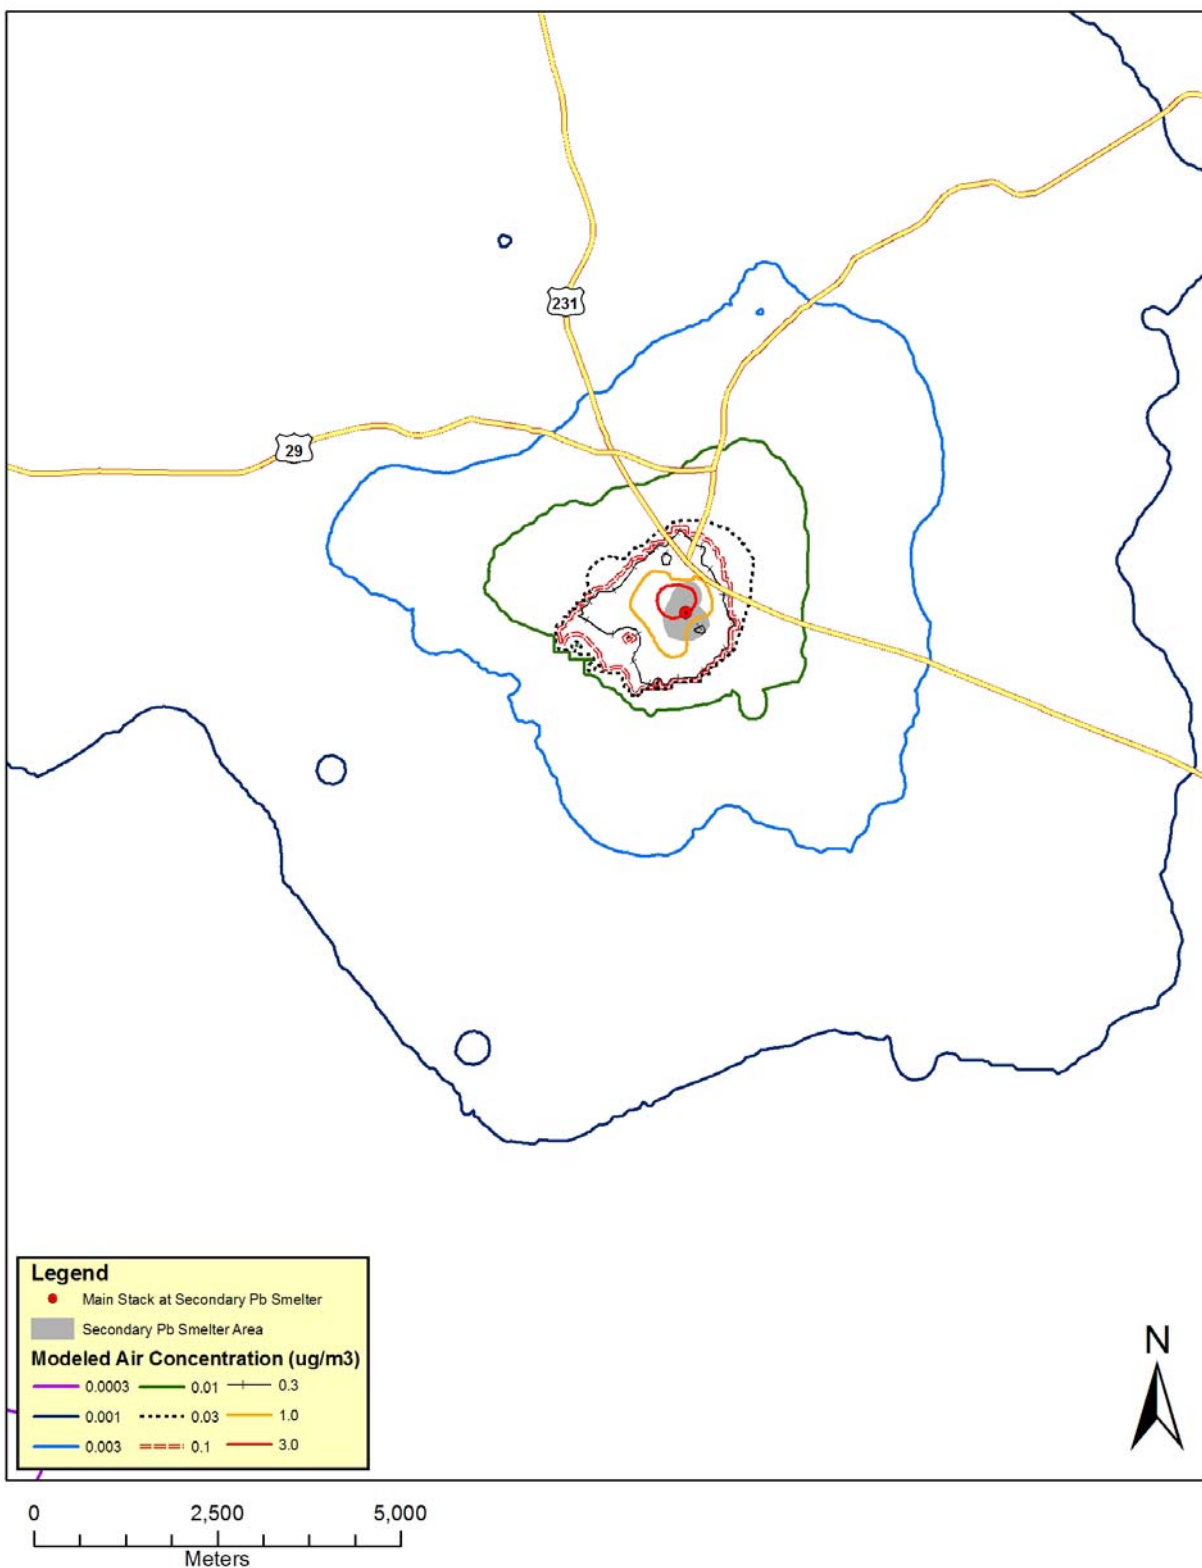 231
29
Legend
Main Stack at Secondary Pb Smelter
Secondary Pb Smelter Area
Modeled Air Concentration (ug/m3)
0.0003 0.01 0.3
0.001 0.03 1.0
0.003 0.1 3.0
N
0 2,500 5,000
Meters